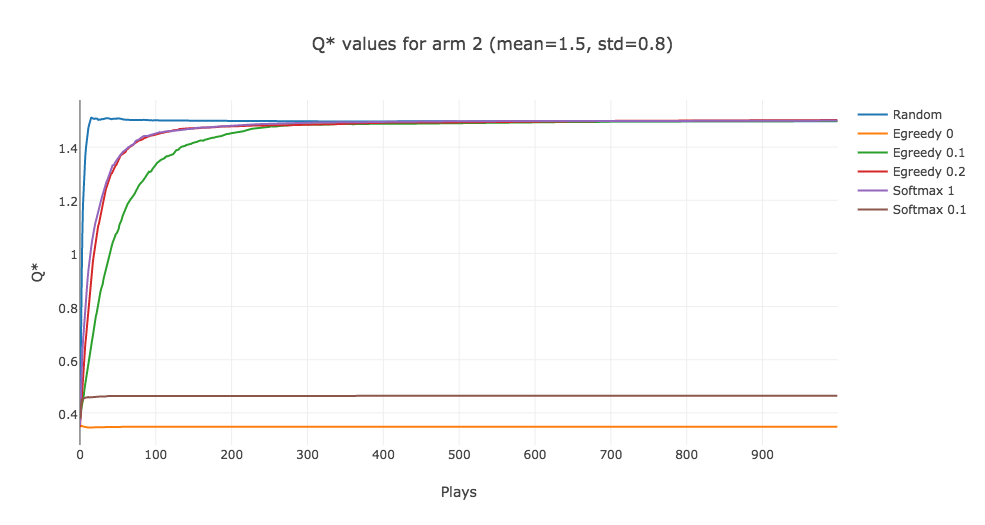 Q* values for arm 2 (mean=1.5, std=0.8)
Random
Egreedy 0
Egreedy 0.1
Egreedy 0.2
Softmax 1
Softmax 0.1
1.4
1.2
1
0.8
0.6
0.4
Q*
0 100 200 300 400 500 600 700 800 900
Plays